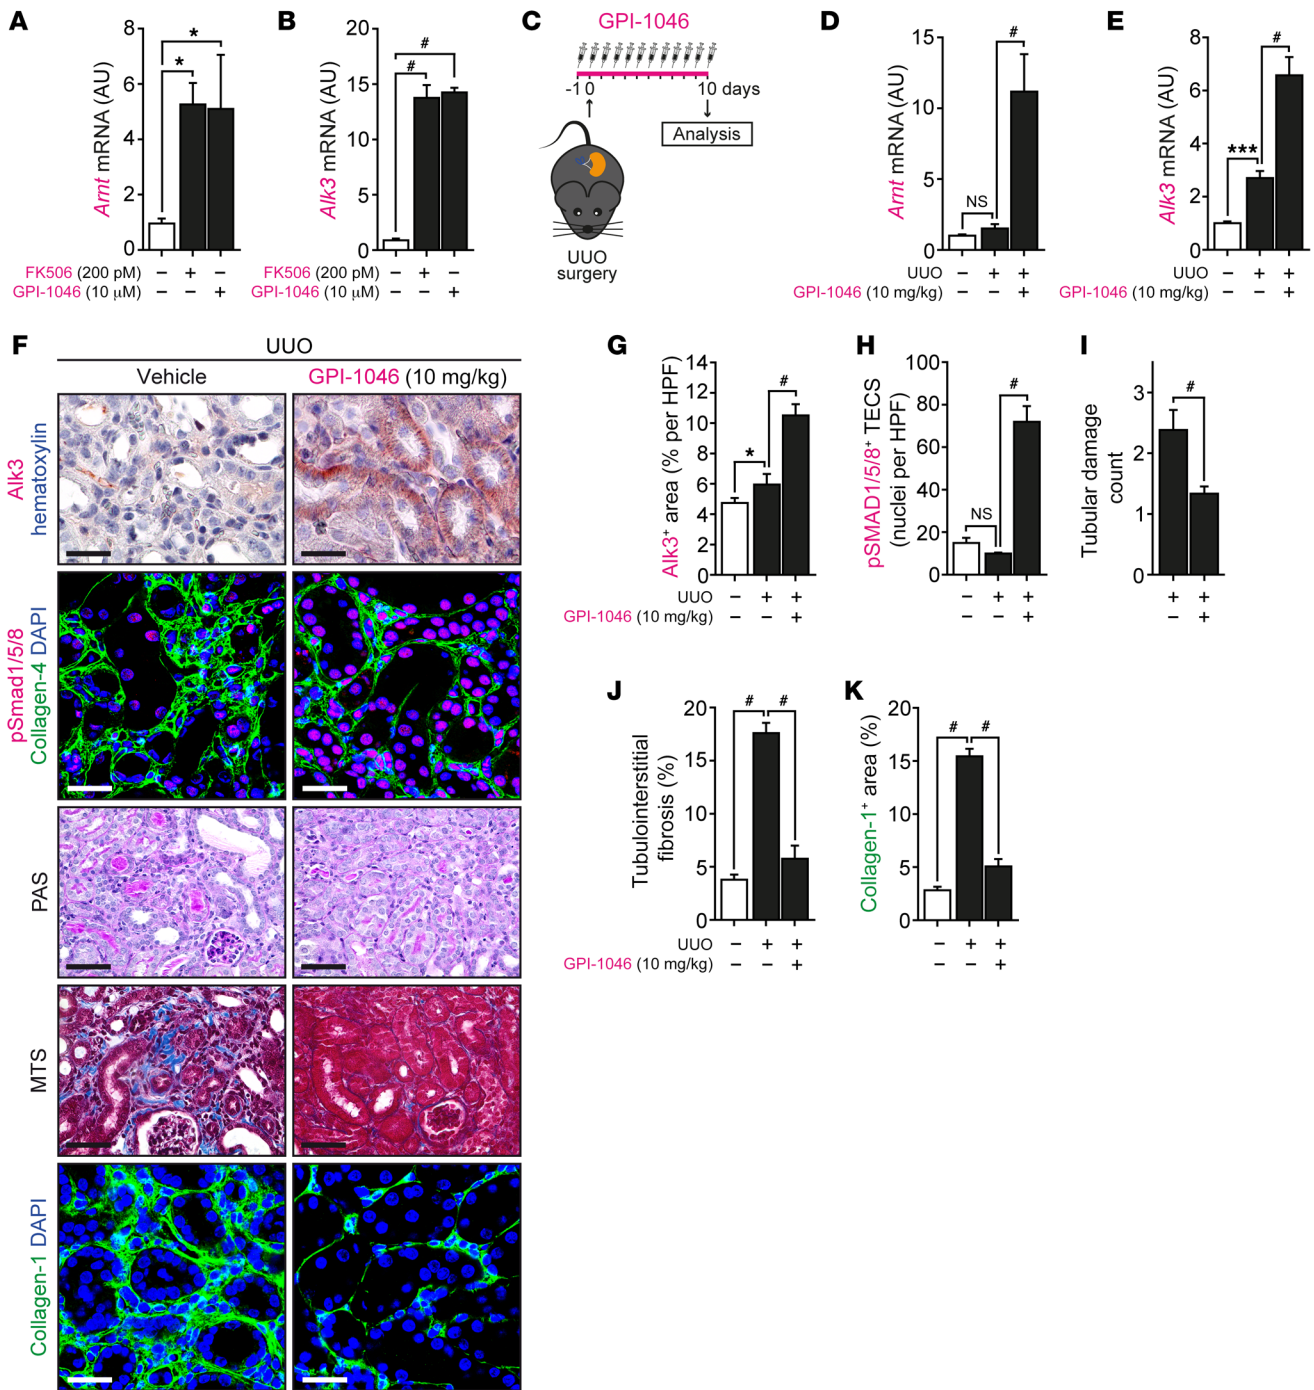 A
Arnt mRNA (AU)
8
6
4
2
0
*
*
FK506 (200 pM) − + −
GPI-1046 (10 µM) − − +
B
Alk3 mRNA (AU)
20
15
10
5
0
#
#
FK506 (200 pM) − + −
GPI-1046 (10 µM) − − +
C
GPI-1046
-1 0 10 days
Analysis
UUO
surgery
D
Arnt mRNA (AU)
15
10
5
0
NS
#
UUO − + +
GPI-1046 (10 mg/kg) − − +
E
Alk3 mRNA (AU)
8
6
4
2
0
***
#
UUO − + +
GPI-1046 (10 mg/kg) − − +
F
UUO
Vehicle GPI-1046 (10 mg/kg)
Alk3
hematoxylin
pSmad1/5/8
Collagen-4 DAPI
PAS
MTS
Collagen-1 DAPI
G
Alk3+ area (% per HPF)
14
12
10
8
6
4
2
0
*
#
UUO − + +
GPI-1046 (10 mg/kg) − − +
H
pSMAD1/5/8+ TECS
(nuclei per HPF)
100
80
60
40
20
0
NS
#
− + +
− − +
I
Tubular damage
count
3
2
1
0
#
+ +
− +
J
Tubulointerstitial
fibrosis (%)
20
15
10
5
0
# #
UUO − + +
GPI-1046 (10 mg/kg) − − +
K
Collagen-1+ area (%)
20
15
10
5
0
# #
− + +
− − +